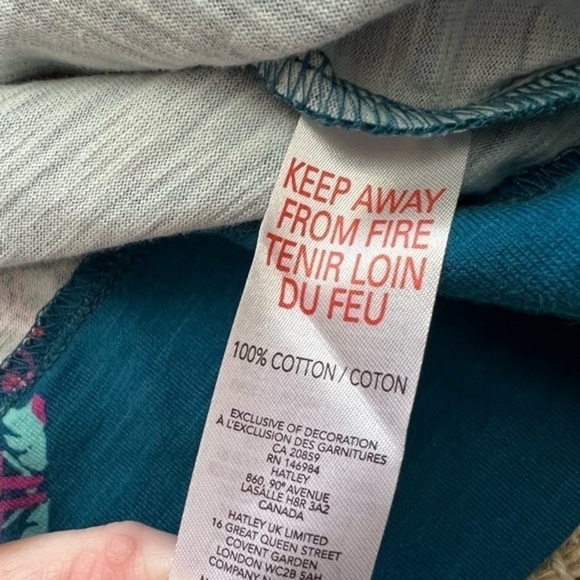 KEEP AWAY
FROM FIRE
TENIR LOIN
DU FEU
100% COTTON / COTON
EXCLUSIVE OF DECORATION
À L'EXCLUSION DES GARNITURES
CA 20859
RN 146984
HATLEY
860, 90ᵉ AVENUE
LASALLE H8R 3A2
CANADA
HATLEY UK LIMITED
16 GREAT QUEEN STREET
COVENT GARDEN
LONDON WC2B 5AH
COMPANY N